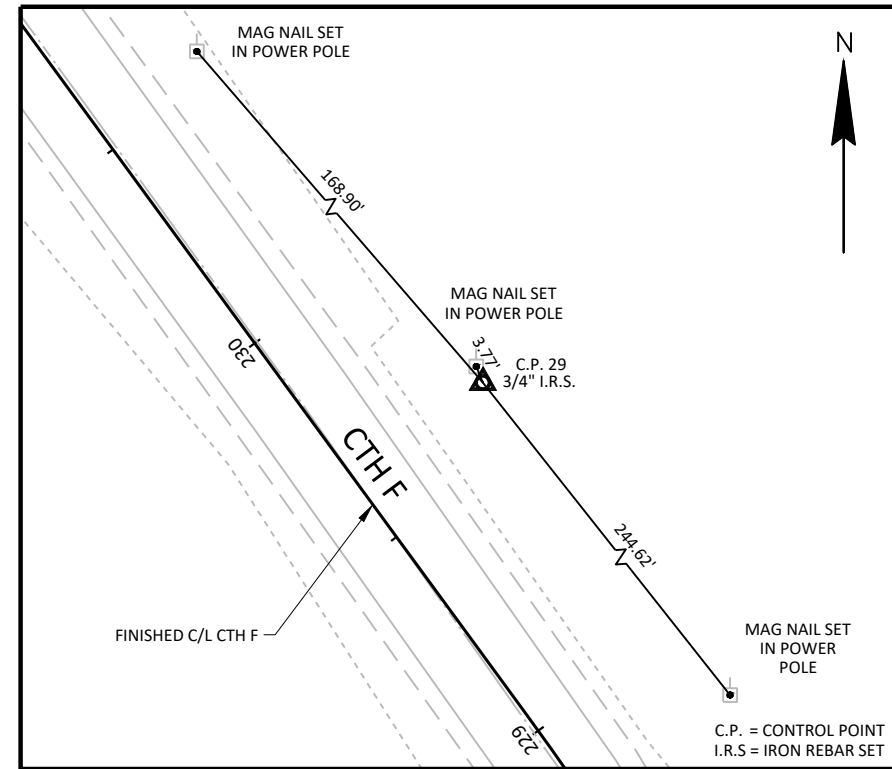 MAG NAIL SET
IN POWER POLE
N
168.90'
MAG NAIL SET
IN POWER POLE
3.77'
C.P. 29
3/4" I.R.S.
230
CTH F
244.62'
FINISHED C/L CTH F
MAG NAIL SET
IN POWER
POLE
229
C.P. = CONTROL POINT
I.R.S = IRON REBAR SET